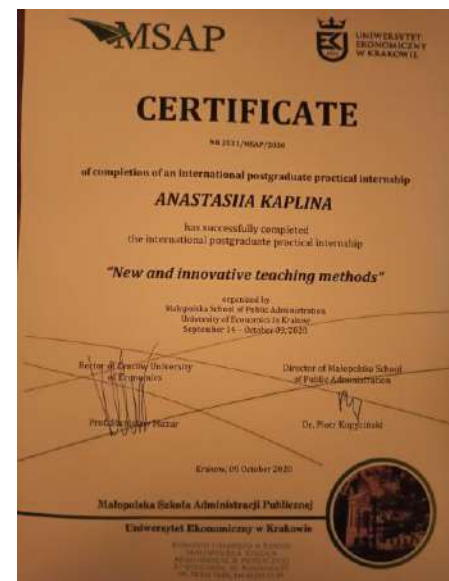 MSAP
UNIWERSYTET
EKONOMICZNY
W KRAKOWIE
CERTIFICATE
of completion of an international postgraduate practical internship
ANASTASIIA KAPLINA
has successfully completed
the international postgraduate practical internship
"New and innovative teaching methods"
organized by
Malopolska School of Public Administration
University of Economics in Krakow
September 14 – October 09, 2020
Rector of Cracow University
of Economics
Director of Malopolska School
of Public Administration
Prof. Mazur
Dr. Piotr Kopyciński
Krakow, 09 October 2020
Małopolska Szkoła Administracji Publicznej
Uniwersytet Ekonomiczny w Krakowie